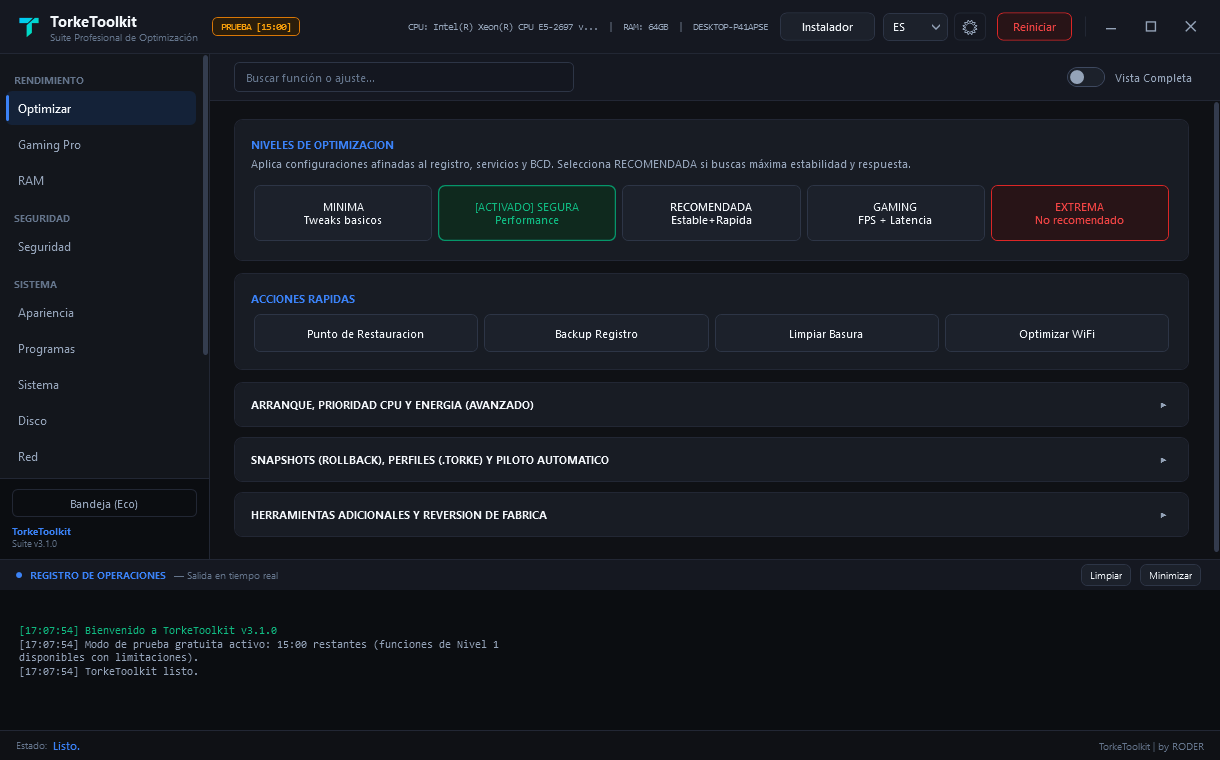 TorkeToolkit
Suite Profesional de Optimización
PRUEBA [15:00]
CPU: Intel(R) Xeon(R) CPU E5-2697 v... | RAM: 64GB | DESKTOP-P41APSE
Instalador
ES
Reiniciar
RENDIMIENTO
Optimizar
Gaming Pro
RAM
SEGURIDAD
Seguridad
SISTEMA
Apariencia
Programas
Sistema
Disco
Red
Bandeja (Eco)
TorkeToolkit
Suite v3.1.0
Buscar función o ajuste...
Vista Completa
NIVELES DE OPTIMIZACION
Aplica configuraciones afinadas al registro, servicios y BCD. Selecciona RECOMENDADA si buscas máxima estabilidad y respuesta.
MINIMA
Tweaks basicos
[ACTIVADO] SEGURA
Performance
RECOMENDADA
Estable+Rapida
GAMING
FPS + Latencia
EXTREMA
No recomendado
ACCIONES RAPIDAS
Punto de Restauracion
Backup Registro
Limpiar Basura
Optimizar WiFi
ARRANQUE, PRIORIDAD CPU Y ENERGIA (AVANZADO)
SNAPSHOTS (ROLLBACK), PERFILES (.TORKE) Y PILOTO AUTOMATICO
HERRAMIENTAS ADICIONALES Y REVERSION DE FABRICA
REGISTRO DE OPERACIONES — Salida en tiempo real
Limpiar
Minimizar
[17:07:54] Bienvenido a TorkeToolkit v3.1.0
[17:07:54] Modo de prueba gratuita activo: 15:00 restantes (funciones de Nivel 1
disponibles con limitaciones).
[17:07:54] TorkeToolkit listo.
Estado: Listo.
TorkeToolkit | by RODER